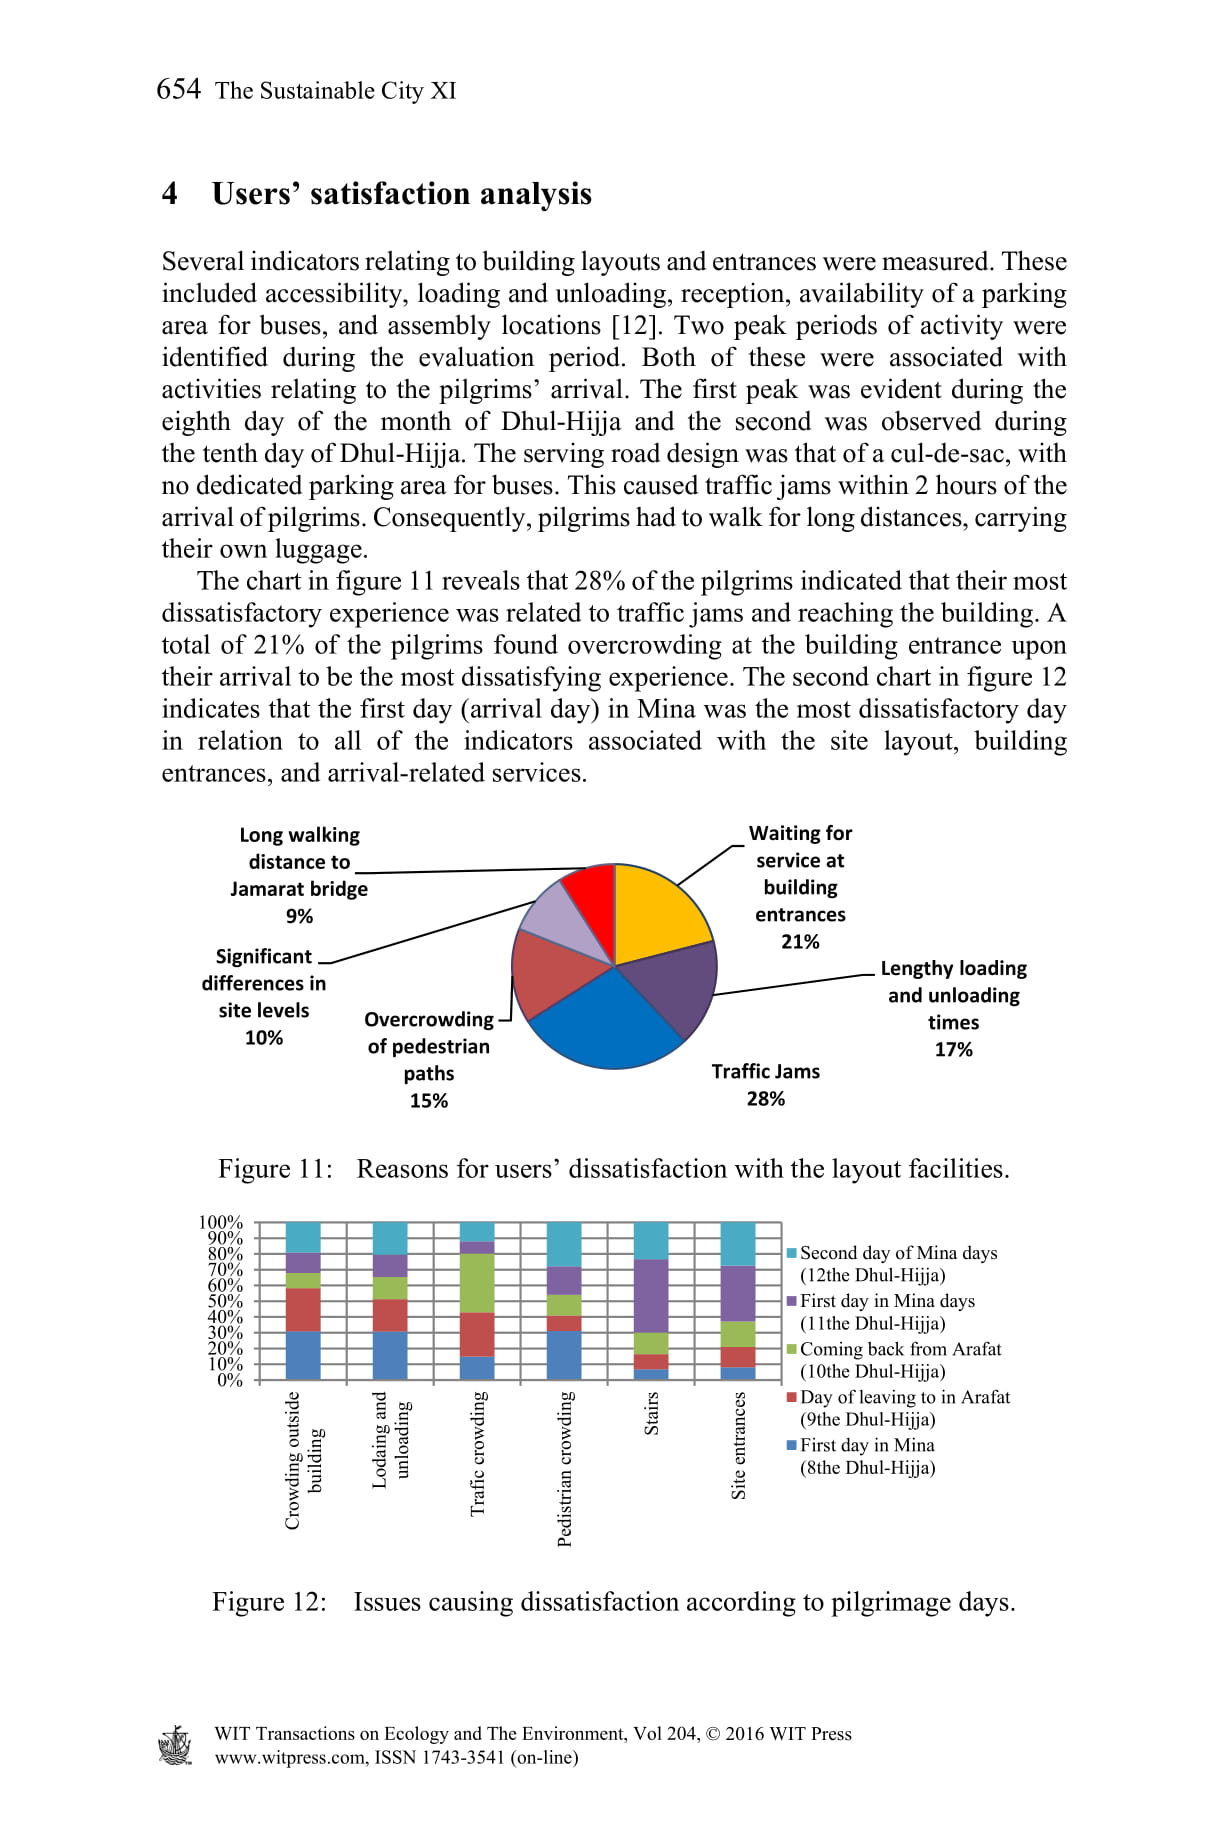 654 The Sustainable City XI
4 Users’ satisfaction analysis
Several indicators relating to building layouts and entrances were measured. These
included accessibility, loading and unloading, reception, availability of a parking
area for buses, and assembly locations [12]. Two peak periods of activity were
identified during the evaluation period. Both of these were associated with
activities relating to the pilgrims’ arrival. The first peak was evident during the
eighth day of the month of Dhul-Hijja and the second was observed during
the tenth day of Dhul-Hijja. The serving road design was that of a cul-de-sac, with
no dedicated parking area for buses. This caused traffic jams within 2 hours of the
arrival of pilgrims. Consequently, pilgrims had to walk for long distances, carrying
their own luggage.
The chart in figure 11 reveals that 28% of the pilgrims indicated that their most
dissatisfactory experience was related to traffic jams and reaching the building. A
total of 21% of the pilgrims found overcrowding at the building entrance upon
their arrival to be the most dissatisfying experience. The second chart in figure 12
indicates that the first day (arrival day) in Mina was the most dissatisfactory day
in relation to all of the indicators associated with the site layout, building
entrances, and arrival-related services.
Long walking
distance to
Jamarat bridge
9%
Significant
differences in
site levels
10%
Overcrowding
of pedestrian
paths
15%
Waiting for
service at
building
entrances
21%
Lengthy loading
and unloading
times
17%
Traffic Jams
28%
Figure 11: Reasons for users’ dissatisfaction with the layout facilities.
100%
90%
80%
70%
60%
50%
40%
30%
20%
10%
0%
Crowding outside
building
Lodaing and
unloading
Trafic crowding
Pedistrian crowding
Stairs
Site entrances
Second day of Mina days
(12the Dhul-Hijja)
First day in Mina days
(11the Dhul-Hijja)
Coming back from Arafat
(10the Dhul-Hijja)
Day of leaving to in Arafat
(9the Dhul-Hijja)
First day in Mina
(8the Dhul-Hijja)
Figure 12: Issues causing dissatisfaction according to pilgrimage days.
WIT Transactions on Ecology and The Environment, Vol 204, © 2016 WIT Press
www.witpress.com, ISSN 1743-3541 (on-line)